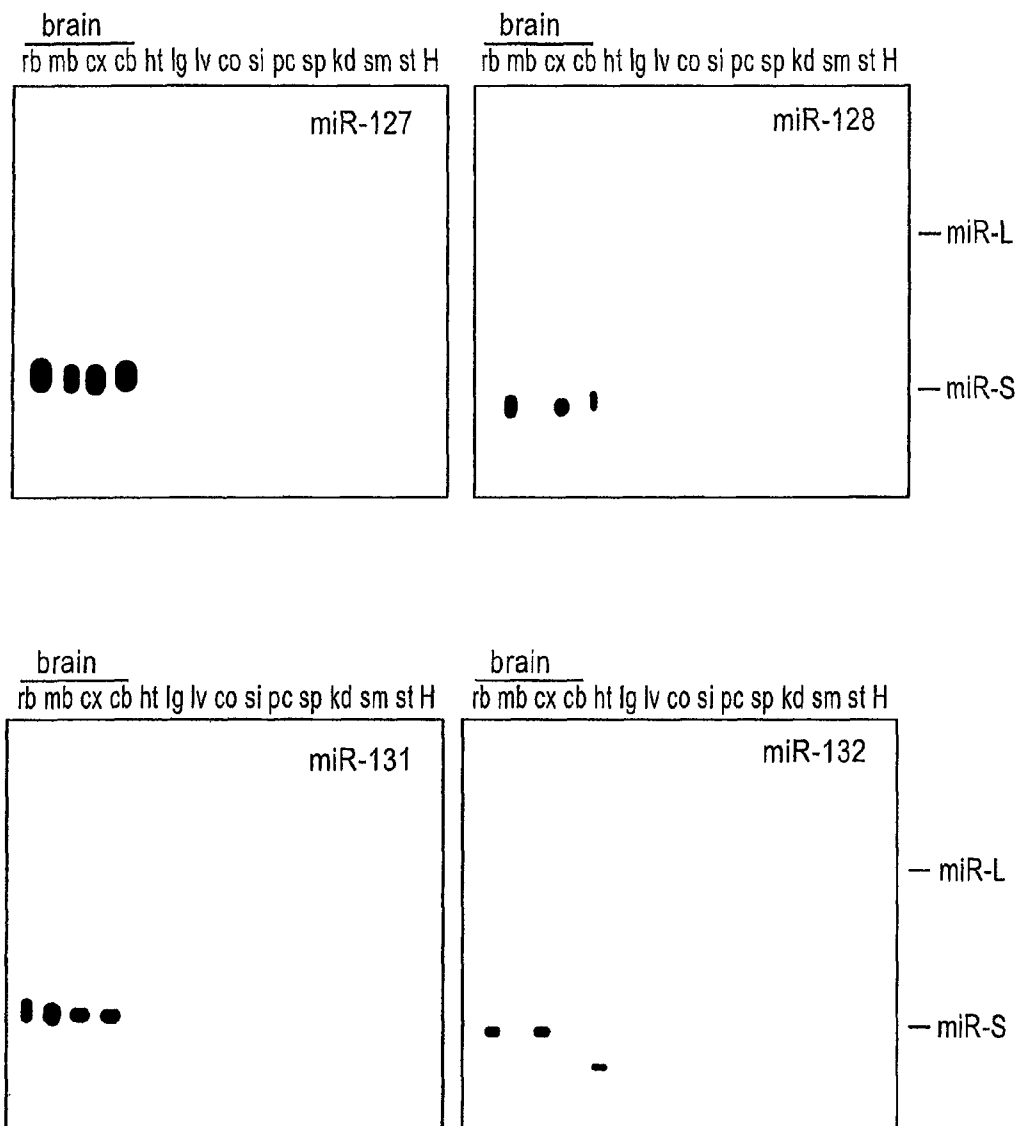 brain
rb mb cx cb ht lg lv co si pc sp kd sm st H
miR-127
brain
rb mb cx cb ht lg lv co si pc sp kd sm st H
miR-128
miR-L
miR-S
brain
rb mb cx cb ht lg lv co si pc sp kd sm st H
miR-131
brain
rb mb cx cb ht lg lv co si pc sp kd sm st H
miR-132
miR-L
miR-S